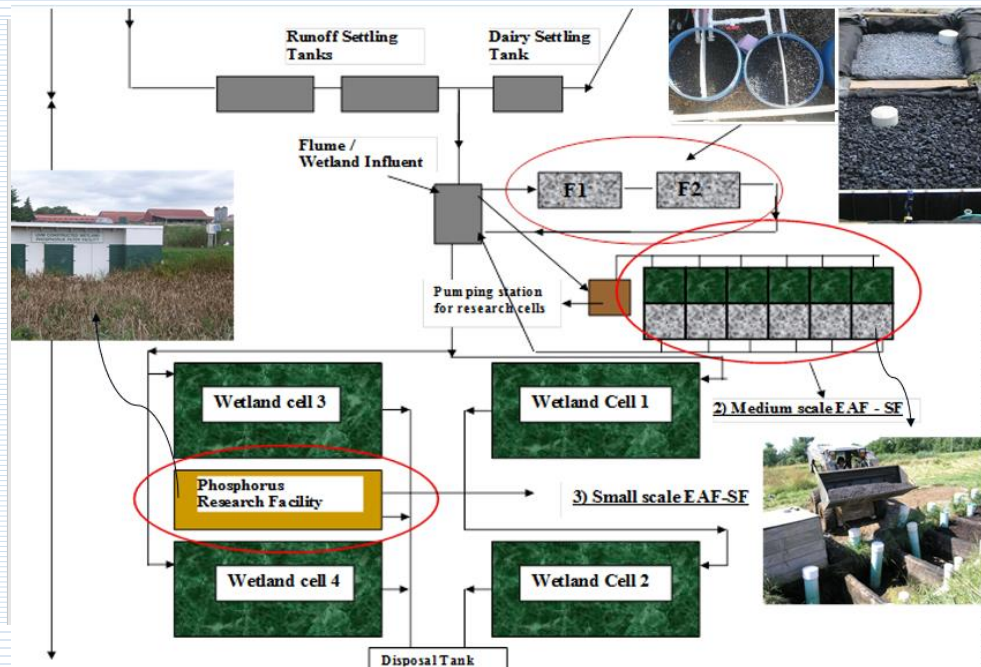 Runoff Settling
Tanks
Dairy Settling
Tank
Flume /
Wetland Influent
F1
F2
Pumping station
for research cells
Wetland cell 3
Wetland Cell 1
2) Medium scale EAF - SF
Phosphorus
Research Facility
3) Small scale EAF-SF
Wetland cell 4
Wetland Cell 2
Disposal Tank